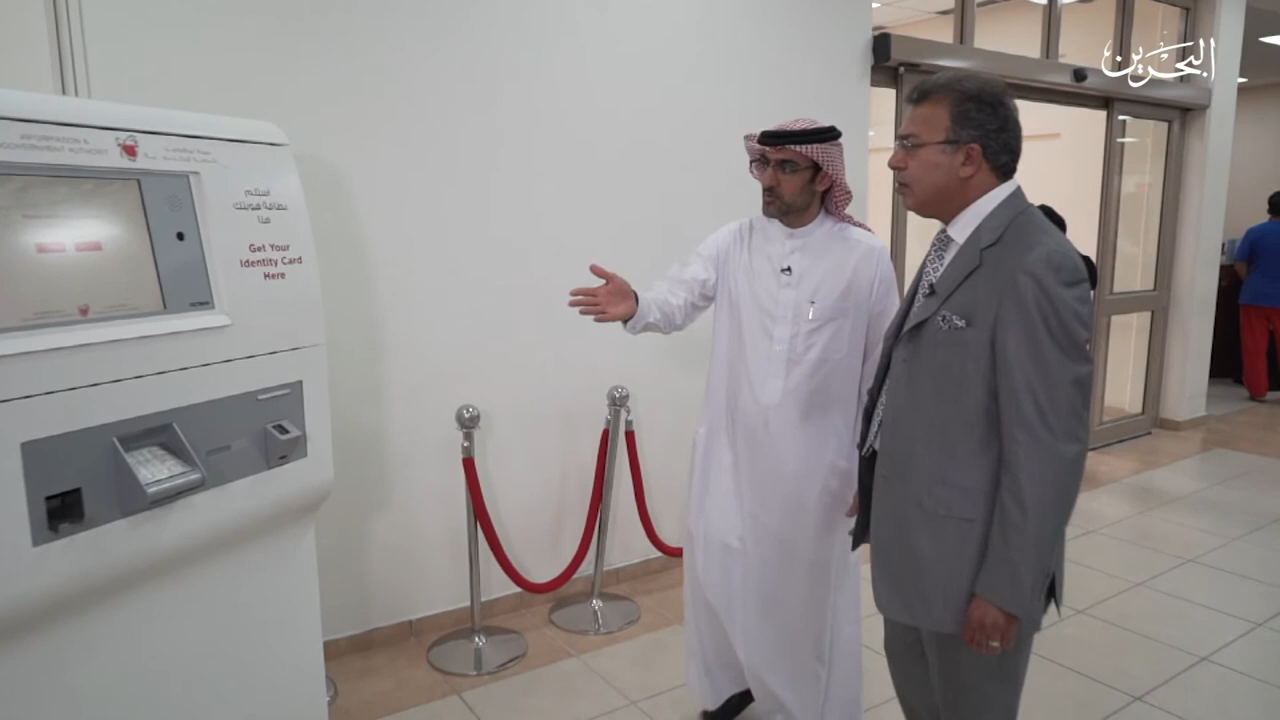 البحرين
INFORMATION &
GOVERNMENT AUTHORITY
استلم
بطاقة هويتك
هنا
Get Your
Identity Card
Here